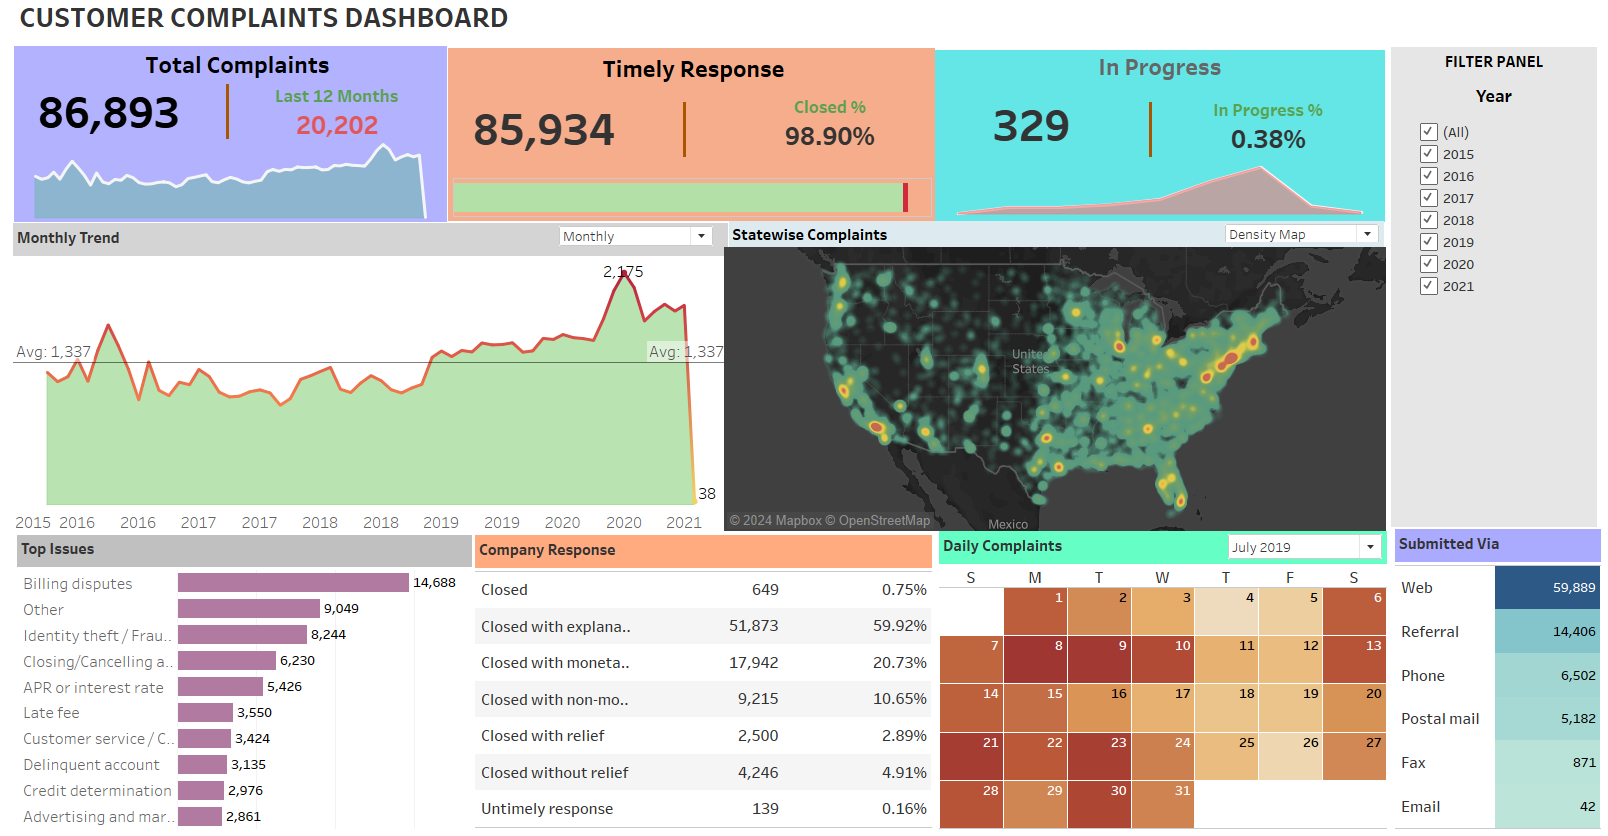 CUSTOMER COMPLAINTS DASHBOARD
Total Complaints
86,893
Last 12 Months
20,202
Timely Response
85,934
Closed %
98.90%
In Progress
329
In Progress %
0.38%
FILTER PANEL
Year
(All)
2015
2016
2017
2018
2019
2020
2021
Monthly Trend
Monthly
2,175
Avg: 1,337
Avg: 1,337
38
2015 2016 2016 2017 2017 2018 2018 2019 2019 2020 2020 2021
Statewise Complaints
Density Map
United
States
Mexico
© 2024 Mapbox © OpenStreetMap
Top Issues
Billing disputes 14,688
Other 9,049
Identity theft / Frau.. 8,244
Closing/Cancelling a.. 6,230
APR or interest rate 5,426
Late fee 3,550
Customer service / C.. 3,424
Delinquent account 3,135
Credit determination 2,976
Advertising and mar.. 2,861
Company Response
Closed 649 0.75%
Closed with explana.. 51,873 59.92%
Closed with moneta.. 17,942 20.73%
Closed with non-mo.. 9,215 10.65%
Closed with relief 2,500 2.89%
Closed without relief 4,246 4.91%
Untimely response 139 0.16%
Daily Complaints
July 2019
S M T W T F S
1 2 3 4 5 6
7 8 9 10 11 12 13
14 15 16 17 18 19 20
21 22 23 24 25 26 27
28 29 30 31
Submitted Via
Web 59,889
Referral 14,406
Phone 6,502
Postal mail 5,182
Fax 871
Email 42